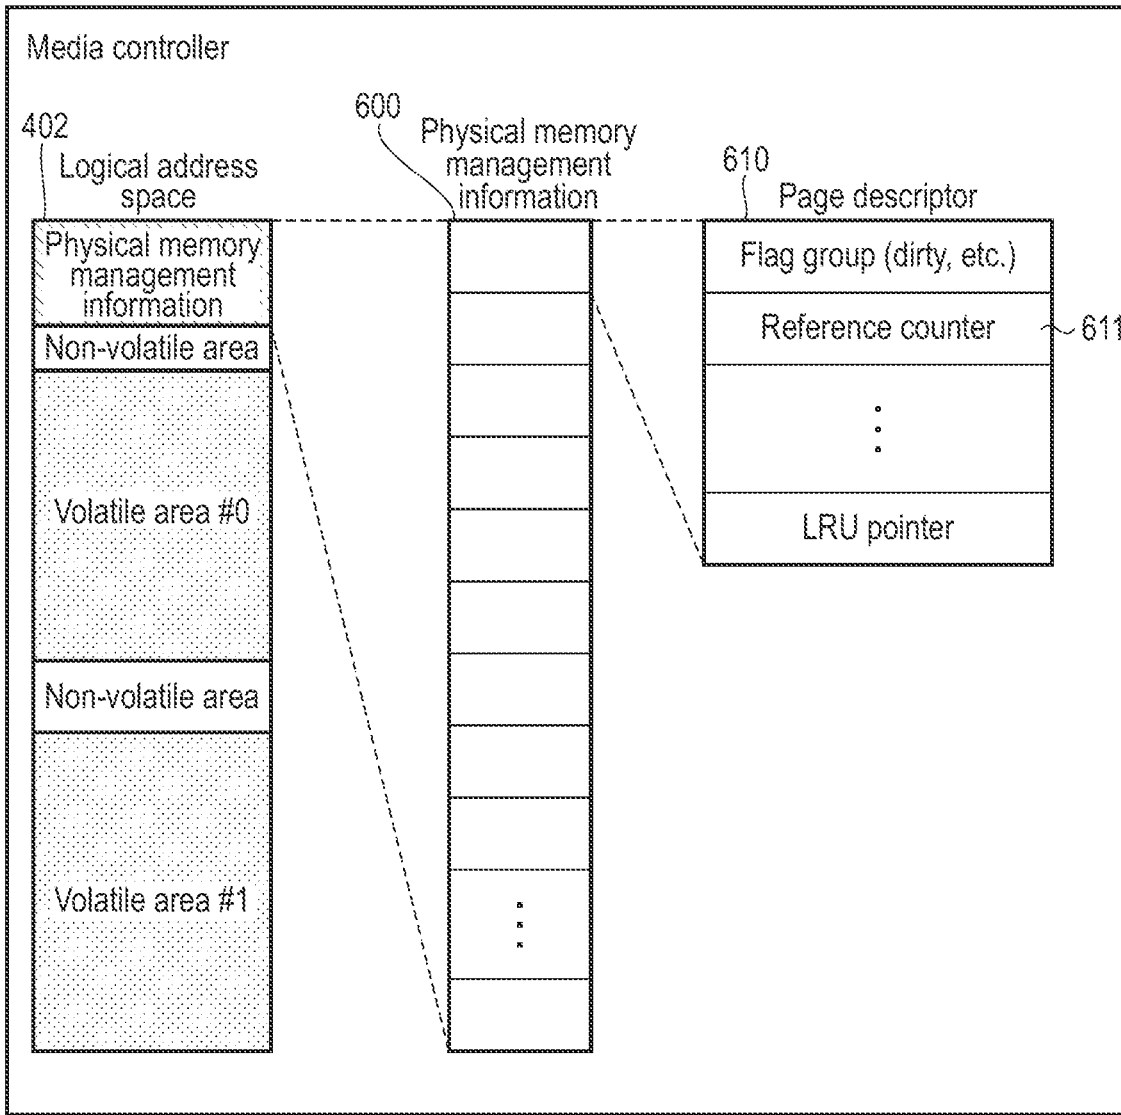 Media controller
402
Logical address
space
Physical memory
management
information
Non-volatile area
Volatile area #0
Non-volatile area
Volatile area #1
600
Physical memory
management
information
610
Page descriptor
Flag group (dirty, etc.)
Reference counter
611
LRU pointer